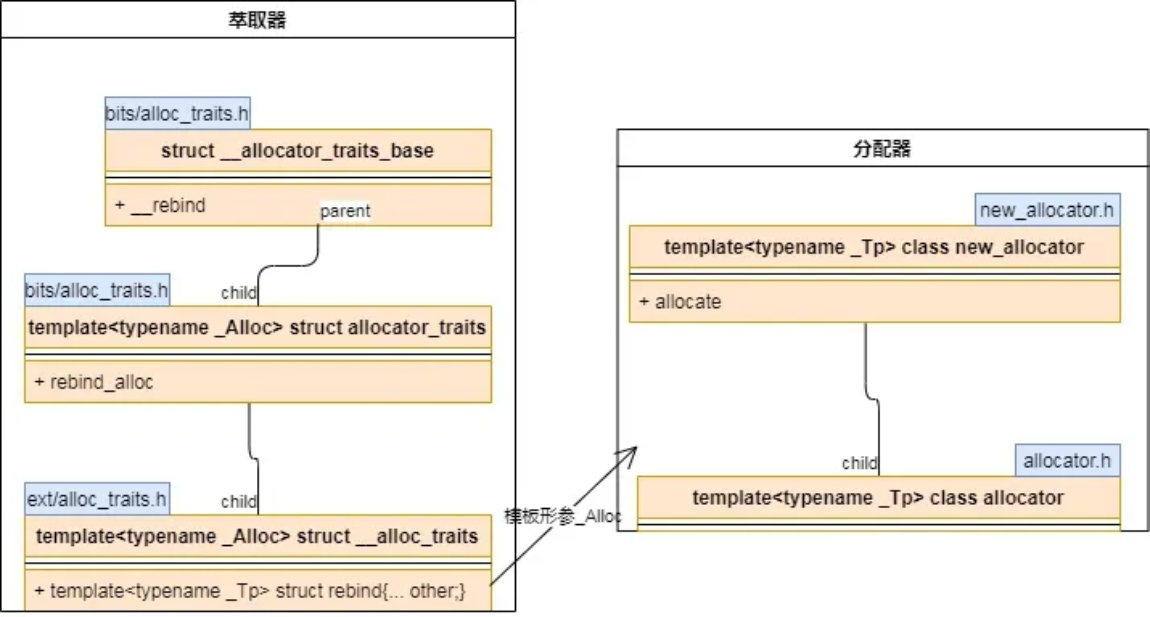 萃取器
bits/alloc_traits.h
struct __allocator_traits_base
+ __rebind
parent
bits/alloc_traits.h
child
template<typename _Alloc> struct allocator_traits
+ rebind_alloc
ext/alloc_traits.h
child
template<typename _Alloc> struct __alloc_traits
+ template<typename _Tp> struct rebind{... other;}
模板形参_Alloc
分配器
new_allocator.h
template<typename _Tp> class new_allocator
+ allocate
child
allocator.h
template<typename _Tp> class allocator